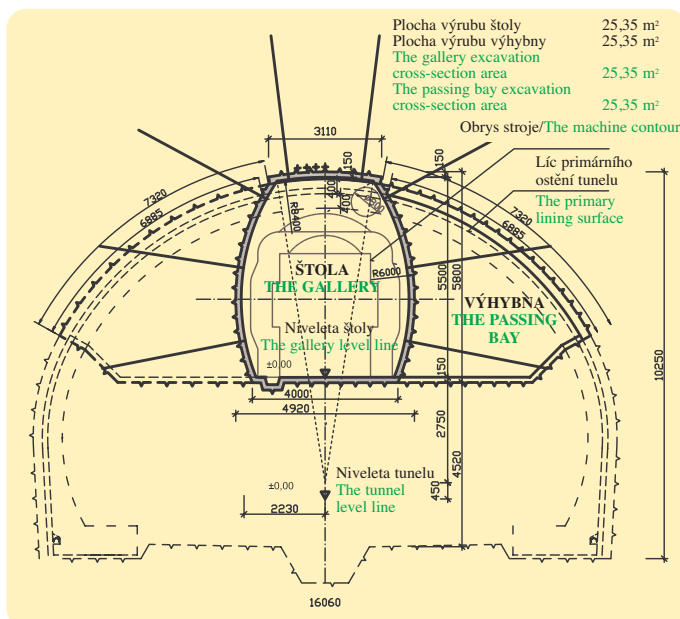 Plocha výrubu štoly 25,35 m²
Plocha výrubu výhybny 25,35 m²
The gallery excavation
cross-section area 25,35 m²
The passing bay excavation
cross-section area 25,35 m²
Obrys stroje/The machine contour
3110
150
150
Líc primárního
ostění tunelu
The primary
lining surface
7320
6885
400
400
R8400
7320
6885
R6000
5500
5800
ŠTOLA
THE GALLERY
VÝHYBNA
THE PASSING
BAY
Niveleta štoly
The gallery level line
±0,00
150
10250
4000
4920
2750
4520
Niveleta tunelu
The tunnel
level line
±0,00
450
2230
16060